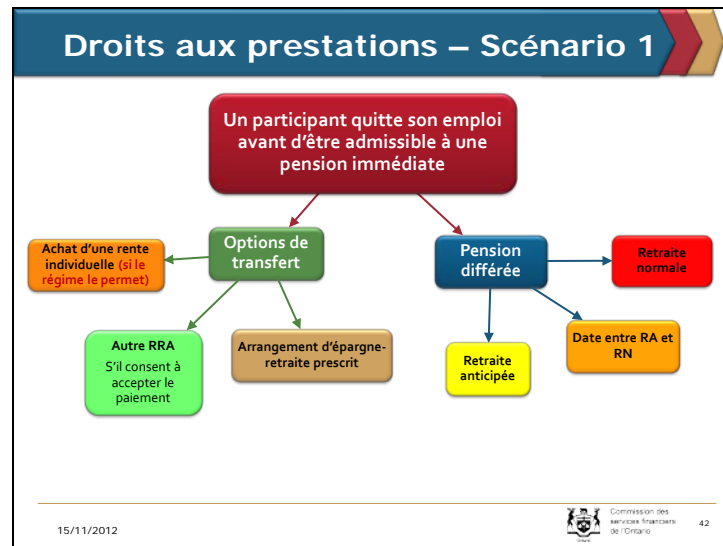 Droits aux prestations – Scénario 1
Un participant quitte son emploi
avant d'être admissible à une
pension immédiate
Achat d'une rente
individuelle (si le
régime le permet)
Options de
transfert
Pension
différée
Retraite
normale
Autre RRA
S'il consent à
accepter le
paiement
Arrangement d'épargne-
retraite prescrit
Retraite
anticipée
Date entre RA et
RN
15/11/2012
Ontario
Commission des
services financiers
de l'Ontario
42